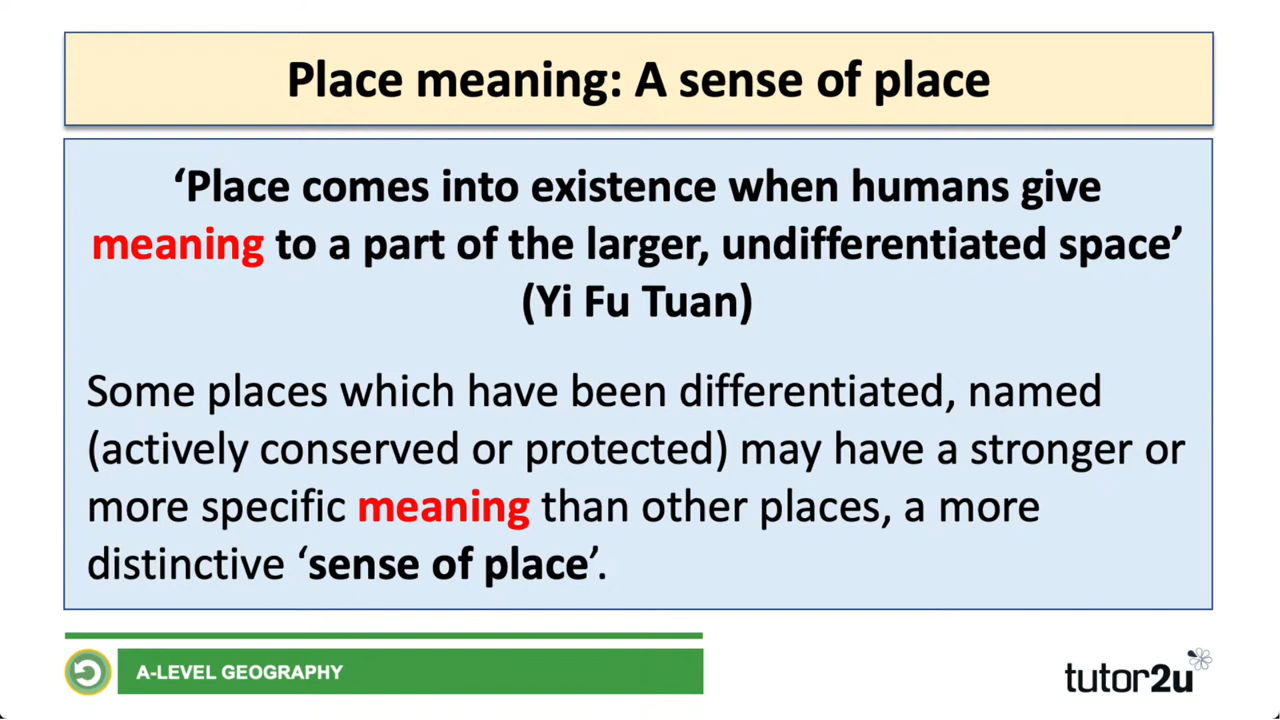 Place meaning: A sense of place
‘Place comes into existence when humans give
meaning to a part of the larger, undifferentiated space’
(Yi Fu Tuan)
Some places which have been differentiated, named
(actively conserved or protected) may have a stronger or
more specific meaning than other places, a more
distinctive ‘sense of place’.
A-LEVEL GEOGRAPHY
tutor2u